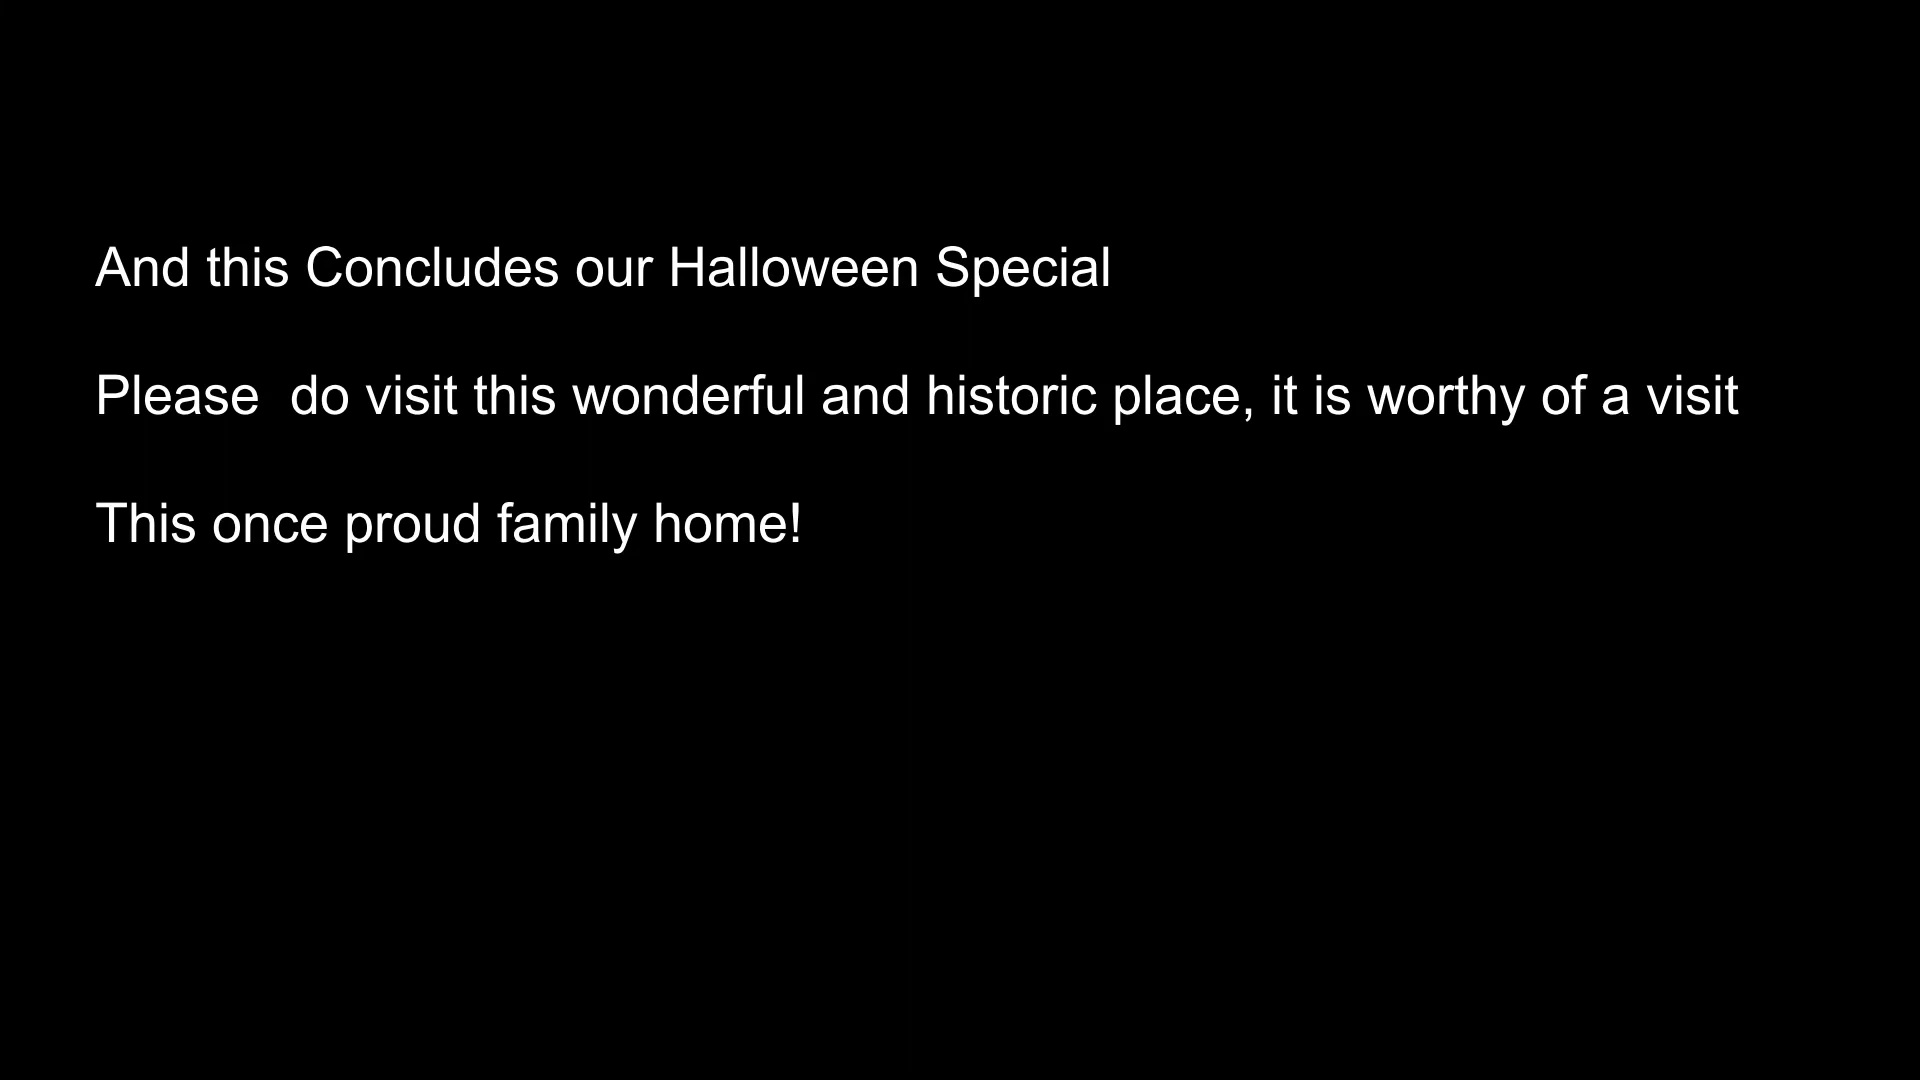 And this Concludes our Halloween Special
Please  do visit this wonderful and historic place, it is worthy of a visit
This once proud family home!